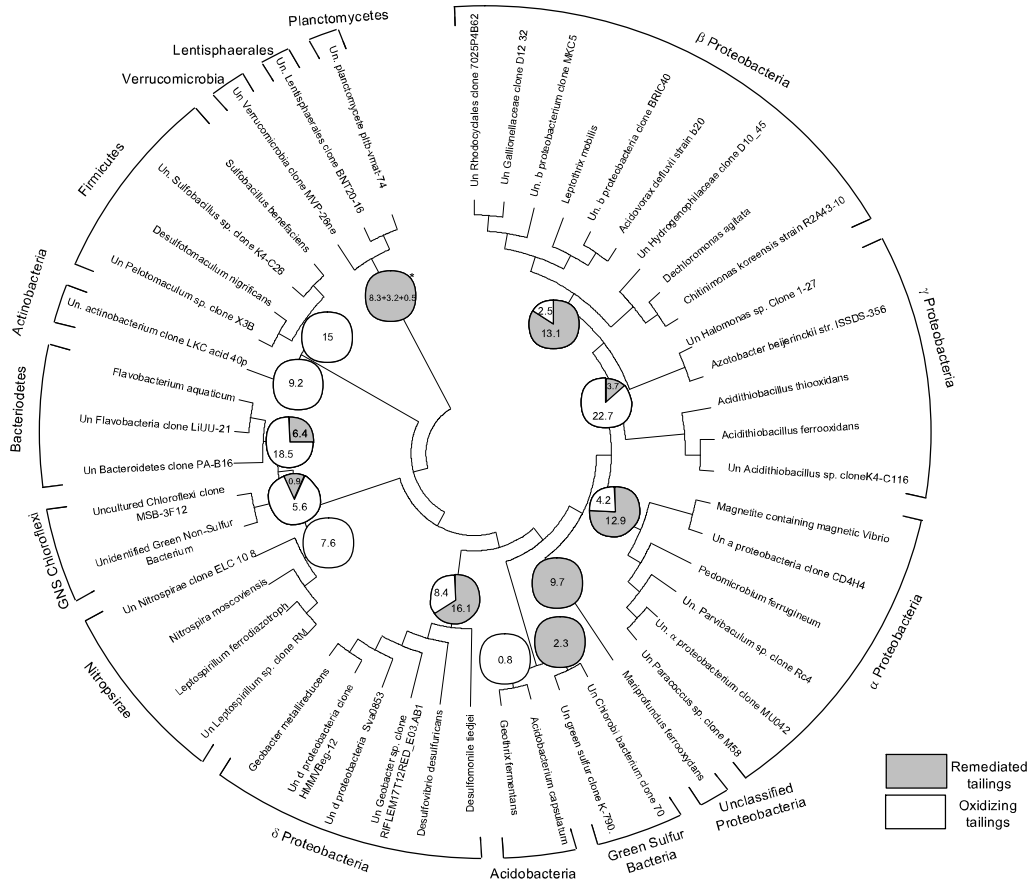 Planctomycetes
Lentisphaerales
Verrucomicrobia
Firmicutes
Actinobacteria
Bacteriodetes
GNS Chloroflexi
Nitropsirae
δ Proteobacteria
Acidobacteria
Green Sulfur
Bacteria
Unclassified
Proteobacteria
α Proteobacteria
γ Proteobacteria
β Proteobacteria
Un. planctomycete pltb-vmat-74
Un. Lentisphaerales clone BNT20-16
Un Verrucomicrobia clone MVP-26ne
Sulfobacillus benefaciens
Un. Sulfobacillus sp. clone K4-C26
Desulfotomaculum nigrificans
Un Pelotomaculum sp. clone X3B
Un. actinobacterium clone LKC acid 40p
Flavobacterium aquaticum
Un Flavobacteria clone LiUU-21
Un Bacteroidetes clone PA-B16
Uncultured Chloroflexi clone
MSB-3F12
Unidentified Green Non-Sulfur
Bacterium
Un Nitrospirae clone ELC 10 8
Nitrospira moscoviensis
Leptospirillum ferrodiazotroph
Un Leptospirillum sp. clone RM
Geobacter metallireducens
Un d proteobacteria clone
HMMVBeg-12
Un d proteobacteria Sva0853
Un Geobacter sp. clone
RIFLEM17T12RED_E03.AB1
Desulfovibrio desulfuricans
Desulfomonile tiedjei
Geothrix fermentans
Acidobacterium capsulatum
Un green sulfur clone K-790.
Un Chlorobi bacterium clone 70
Mariprofundus ferrooxydans
Un Paracoccus sp. clone M58
Un. α proteobacterium clone MU042
Un. Parvibaculum sp. clone Rc4
Pedomicrobium ferrugineum
Un a proteobacteria clone CD4H4
Magnetite containing magnetic Vibrio
Un Acidithiobacillus sp. cloneK4-C116
Acidithiobacillus ferrooxidans
Acidithiobacillus thiooxidans
Azotobacter beijerinckii str. ISSDS-356
Un Halomonas sp. Clone 1-27
Chitinimonas koreensis strain R2A43-10
Dechloromonas agitata
Un Hydrogenophilaceae clone D10_45
Acidovorax defluvii strain b20
Un. b proteobacteria clone BRIC40
Leptothrix mobilis
Un. b proteobacterium clone MKC5
Un Gallionellaceae clone D12 32
Un Rhodocyclales clone 7025P4B62
*
8.3+3.2+0.5
15
9.2
6.4
18.5
0.9
5.6
7.6
8.4
16.1
0.8
2.3
9.7
4.2
12.9
3.7
22.7
2.5
13.1
Remediated
tailings
Oxidizing
tailings